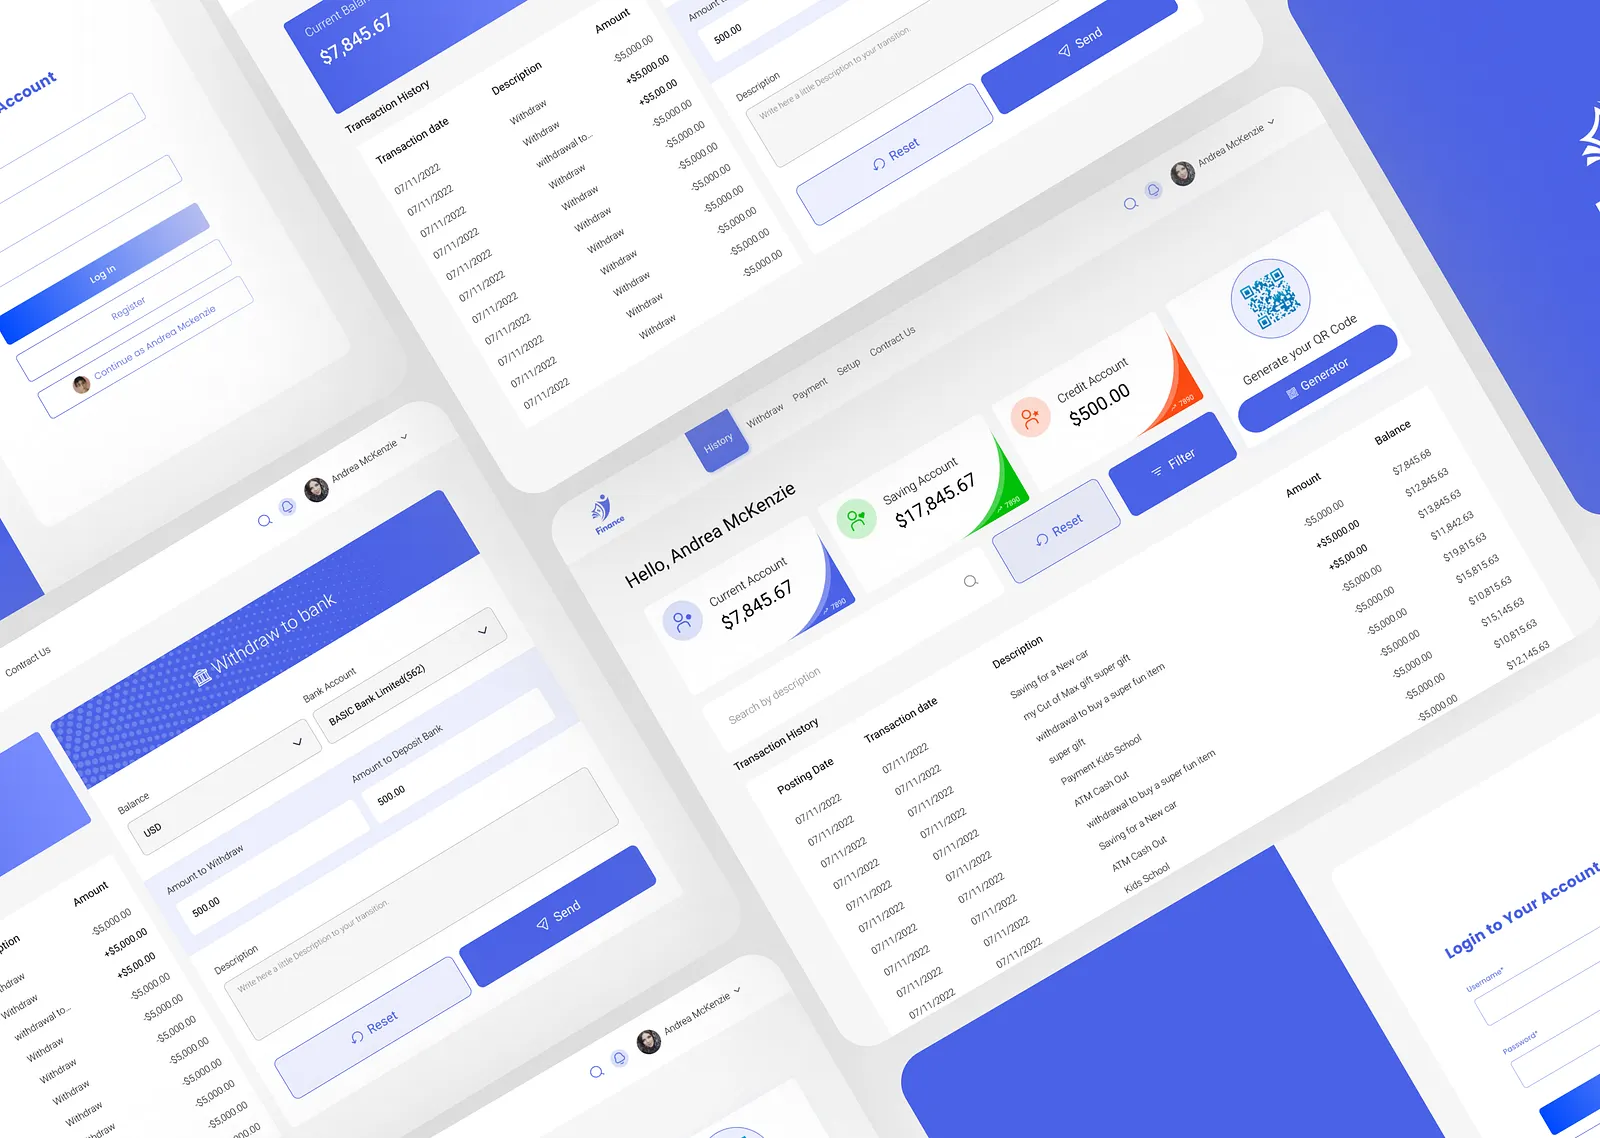 Account
Log In
Register
Continue as Andrea Mckenzie
Current Balan
$7,845.67
Transaction History
Transaction date
Description
Amount
07/11/2022
Withdraw
-$5,000.00
07/11/2022
Withdraw
+$5,000.00
07/11/2022
withdrawal to...
+$5,00.00
07/11/2022
Withdraw
-$5,000.00
07/11/2022
Withdraw
-$5,000.00
07/11/2022
Withdraw
-$5,000.00
07/11/2022
Withdraw
-$5,000.00
07/11/2022
Withdraw
-$5,000.00
07/11/2022
Withdraw
-$5,000.00
07/11/2022
Withdraw
-$5,000.00
07/11/2022
Withdraw
-$5,000.00
500.00
Description
Write here a little Description to your transition.
Reset
Send
Andrea McKenzie
Finance
History
Withdraw
Payment
Setup
Contract Us
Hello, Andrea McKenzie
Current Account
$7,845.67
7890
Saving Account
$17,845.67
7890
Credit Account
$500.00
7890
Generate your QR Code
Generator
Search by description
Reset
Filter
Transaction History
Posting Date
Transaction date
Description
Amount
Balance
07/11/2022
07/11/2022
Saving for a New car
-$5,000.00
$7,845.68
07/11/2022
07/11/2022
my Cut of Max gift super gift
+$5,000.00
$12,845.63
07/11/2022
07/11/2022
withdrawal to buy a super fun item
+$5,00.00
$13,845.63
07/11/2022
07/11/2022
super gift
-$5,000.00
$11,842.63
07/11/2022
07/11/2022
Payment Kids School
-$5,000.00
$19,815.63
07/11/2022
07/11/2022
ATM Cash Out
-$5,000.00
$15,815.63
07/11/2022
07/11/2022
withdrawal to buy a super fun item
-$5,000.00
$10,815.63
07/11/2022
07/11/2022
Saving for a New car
-$5,000.00
$15,145.63
07/11/2022
07/11/2022
ATM Cash Out
-$5,000.00
$10,815.63
07/11/2022
07/11/2022
Kids School
-$5,000.00
$12,145.63
Andrea McKenzie
Contract Us
Withdraw to bank
Balance
USD
Bank Account
BASIC Bank Limited(562)
Amount to Withdraw
500.00
Amount to Deposit Bank
500.00
Description
Write here a little Description to your transition.
Reset
Send
ption
Amount
hdraw
-$5,000.00
Withdraw
+$5,000.00
withdrawal to...
+$5,00.00
Withdraw
-$5,000.00
Withdraw
-$5,000.00
Withdraw
-$5,000.00
Withdraw
-$5,000.00
hdraw
-$5,000.00
-$5,000.00
00.00
Andrea McKenzie
Login to Your Account
Username*
Password*